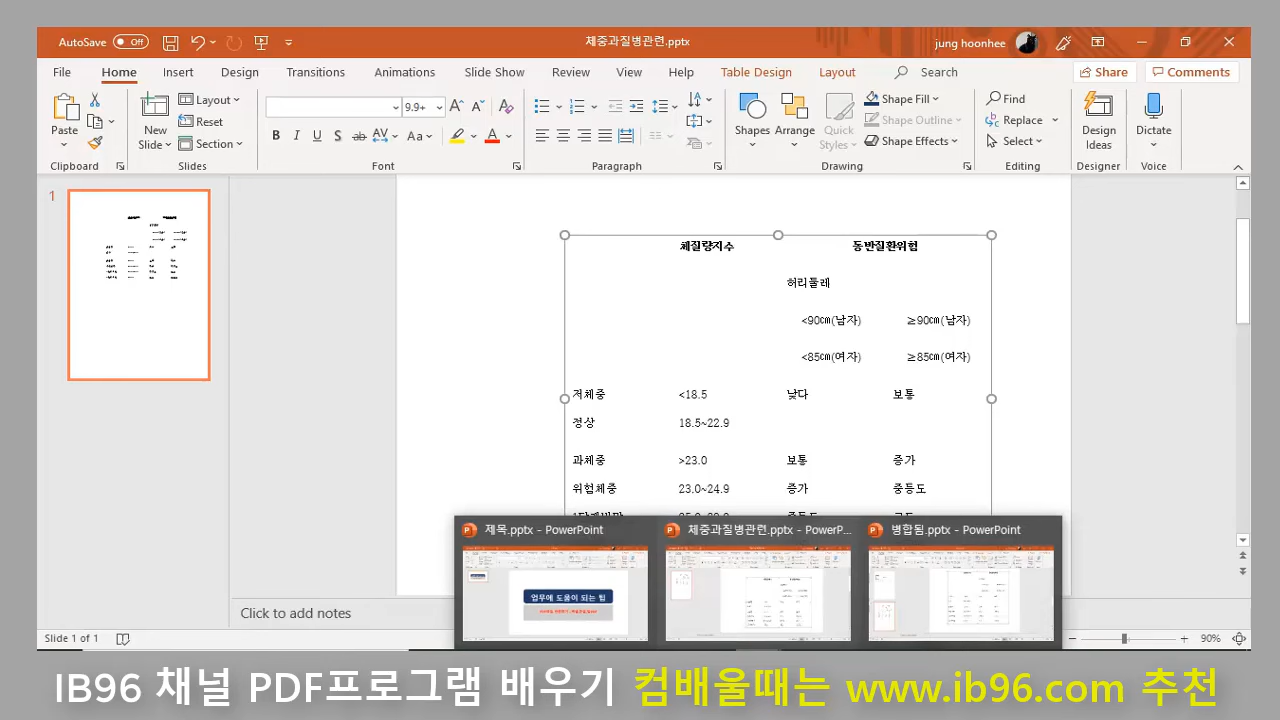 AutoSave Off 체중과질병관련.pptx jung hoonhee
File Home Insert Design Transitions Animations Slide Show Review View Help Table Design Layout Search Share Comments
Paste New Slide Layout Reset Section 9.9+ Shapes Arrange Quick Styles Shape Fill Shape Outline Shape Effects Find Replace Select Design Ideas Dictate
Clipboard Slides Font Paragraph Drawing Editing Designer Voice
1
체질량지수 동반질환위험
허리둘레
<90㎝(남자) ≥90㎝(남자)
<85㎝(여자) ≥85㎝(여자)
저체중 <18.5 낮다 보통
정상 18.5~22.9
과체중 >23.0 보통 증가
위험체중 23.0~24.9 증가 중등도
제목.pptx - PowerPoint 체중과질병관련.pptx - PowerP... 병합됨.pptx - PowerPoint
업무에 도움이 되는 팁
Click to add notes
Slide 1 of 1 90%
IB96 채널 PDF프로그램 배우기 컴배울때는 www.ib96.com 추천